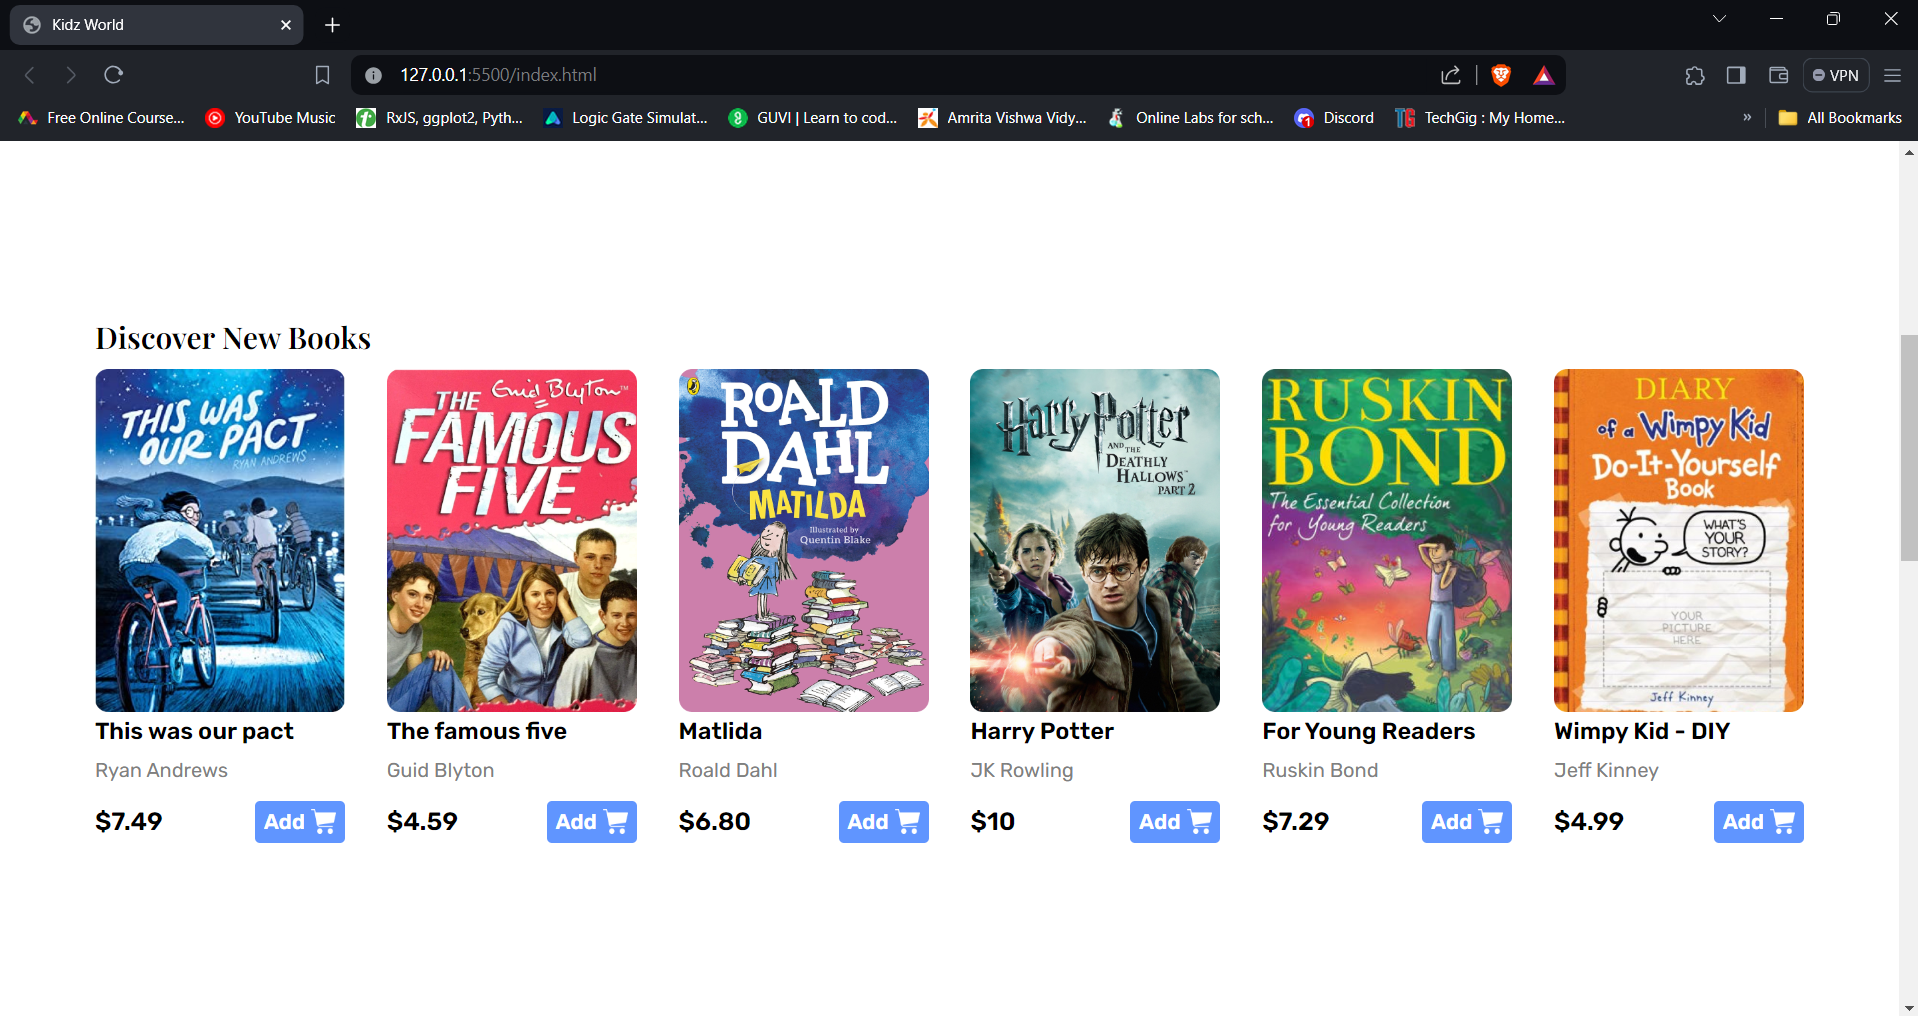 Kidz World
127.0.0.1:5500/index.html
VPN
Free Online Course...
YouTube Music
RxJS, ggplot2, Pyth...
Logic Gate Simulat...
GUVI | Learn to cod...
Amrita Vishwa Vidy...
Online Labs for sch...
Discord
TG
TechGig : My Home...
»
All Bookmarks
Discover New Books
THIS WAS
OUR PACT
RYAN ANDREWS
Enid Blyton™
THE
FAMOUS
FIVE
ROALD
DAHL
MATILDA
Illustrated by
Quentin Blake
Harry Potter
AND THE
DEATHLY
HALLOWS™
PART 2
RUSKIN
BOND
The Essential Collection
for Young Readers
DIARY
of a Wimpy Kid
Do-It-Yourself
Book
WHAT'S
YOUR
STORY?
YOUR
PICTURE
HERE
Jeff Kinney
This was our pact
The famous five
Matlida
Harry Potter
For Young Readers
Wimpy Kid - DIY
Ryan Andrews
Guid Blyton
Roald Dahl
JK Rowling
Ruskin Bond
Jeff Kinney
$7.49 Add
$4.59 Add
$6.80 Add
$10 Add
$7.29 Add
$4.99 Add